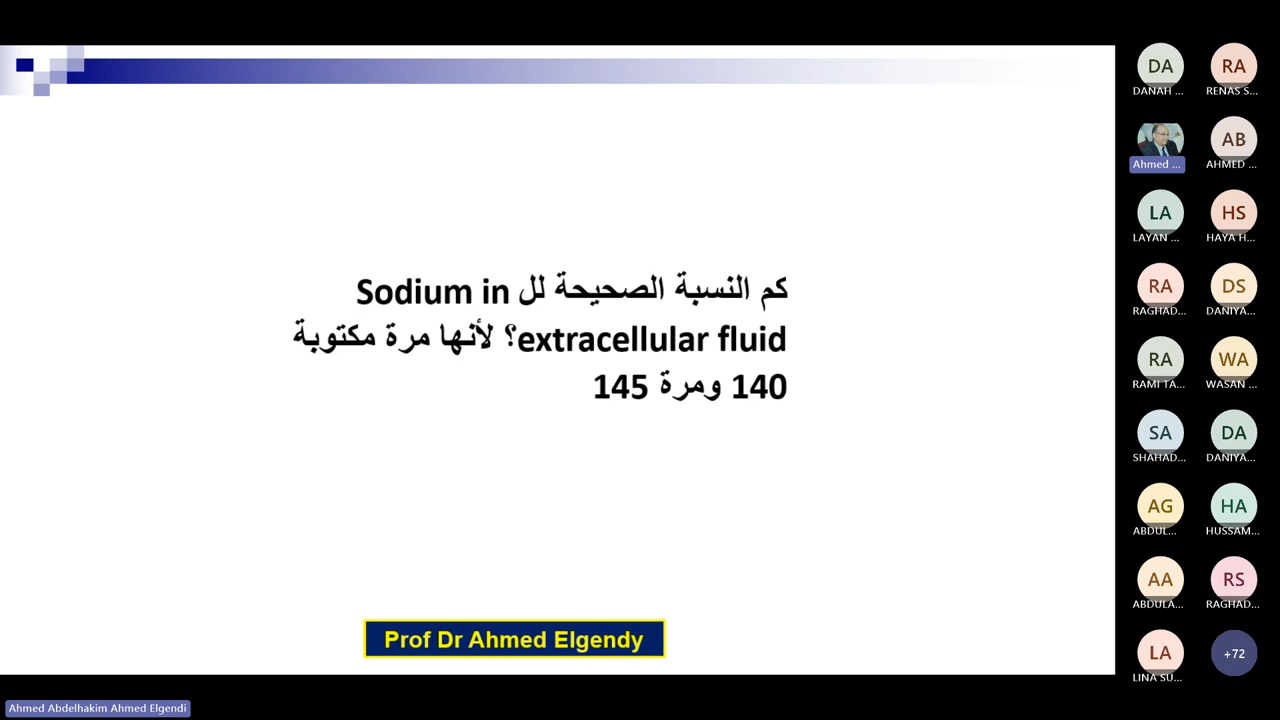 كم النسبة الصحيحة لل Sodium in
extracellular fluid؟ لأنها مرة مكتوبة
140 ومرة 145
Prof Dr Ahmed Elgendy
DA
DANAH ...
RA
RENAS S...
Ahmed ...
AB
AHMED ...
LA
LAYAN ...
HS
HAYA H...
RA
RAGHAD...
DS
DANIYA...
RA
RAMI TA...
WA
WASAN ...
SA
SHAHAD...
DA
DANIYA...
AG
ABDUL...
HA
HUSSAM...
AA
ABDULA...
RS
RAGHAD...
LA
LINA SU...
+72
Ahmed Abdelhakim Ahmed Elgendi